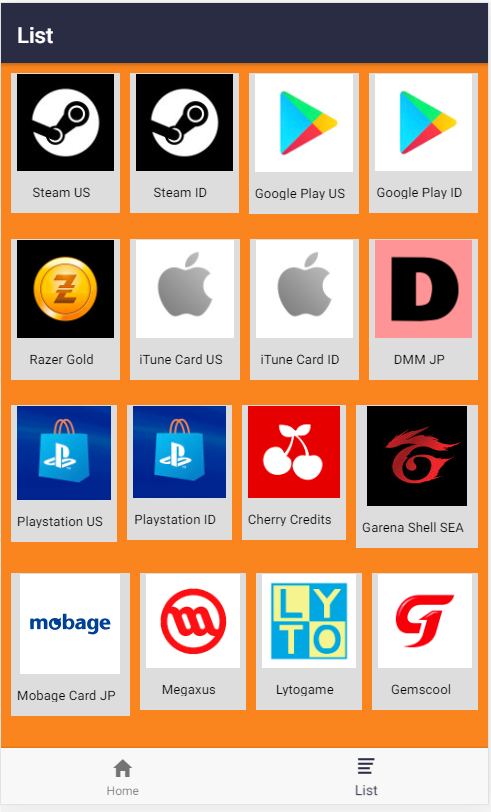 List
Steam US
Steam ID
Google Play US
Google Play ID
Razer Gold
iTune Card US
iTune Card ID
D
DMM JP
Playstation US
Playstation ID
Cherry Credits
Garena Shell SEA
mobage
LY
TO
Mobage Card JP
Megaxus
Lytogame
Gemscool
Home
List